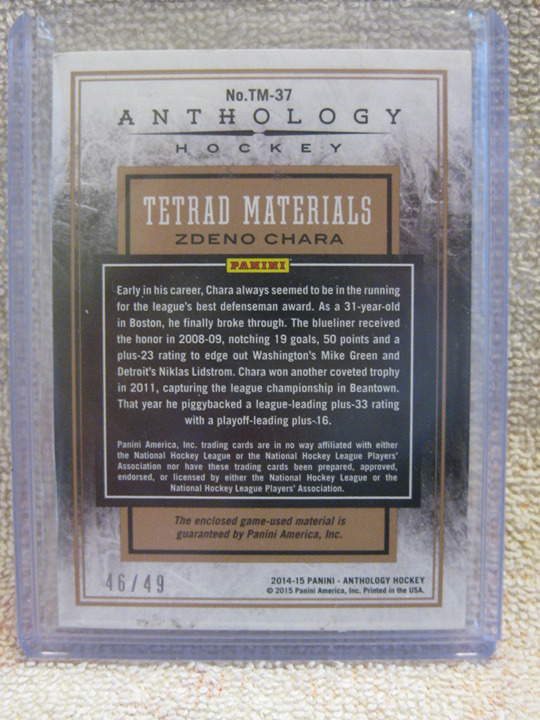 No.TM-37
ANTHOLOGY
HOCKEY
TETRAD MATERIALS
ZDENO CHARA
PANINI
Early in his career, Chara always seemed to be in the running
for the league's best defenseman award. As a 31-year-old
in Boston, he finally broke through. The blueliner received
the honor in 2008-09, notching 19 goals, 50 points and a
plus-23 rating to edge out Washington's Mike Green and
Detroit's Niklas Lidstrom. Chara won another coveted trophy
in 2011, capturing the league championship in Beantown.
That year he piggybacked a league-leading plus-33 rating
with a playoff-leading plus-16.
Panini America, Inc. trading cards are in no way affiliated with either
the National Hockey League or the National Hockey League Players'
Association nor have these trading cards been prepared, approved,
endorsed, or licensed by either the National Hockey League or the
National Hockey League Players' Association.
The enclosed game-used material is
guaranteed by Panini America, Inc.
46/49
2014-15 PANINI - ANTHOLOGY HOCKEY
© 2015 Panini America, Inc. Printed in the USA.